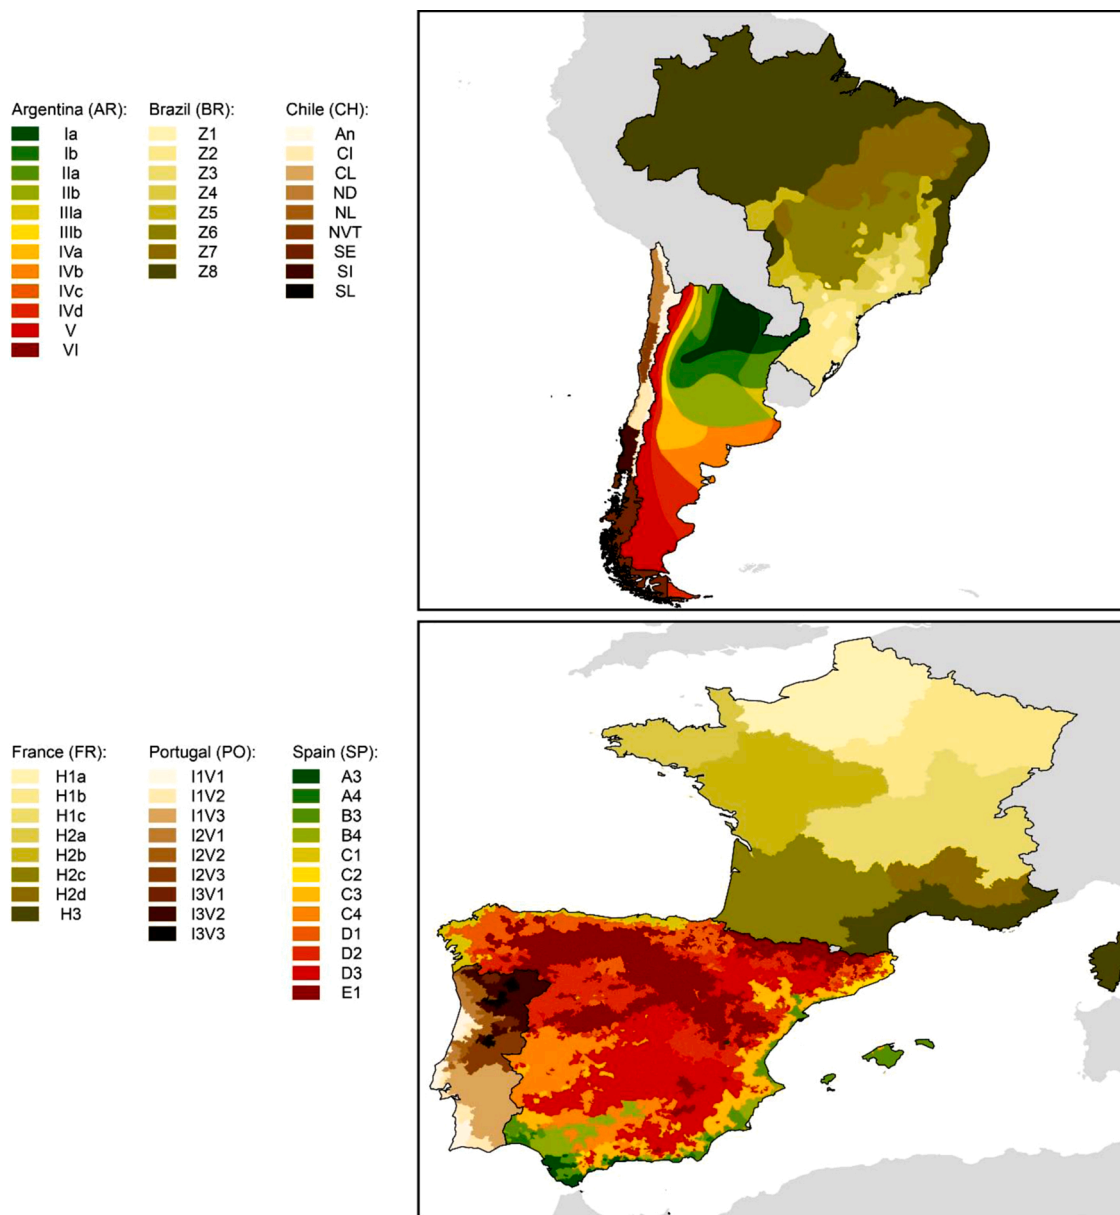 Argentina (AR): Brazil (BR): Chile (CH):
Ia Z1 An
Ib Z2 CI
IIa Z3 CL
IIb Z4 ND
IIIa Z5 NL
IIIb Z6 NVT
IVa Z7 SE
IVb Z8 SI
IVc SL
IVd
V
VI
France (FR): Portugal (PO): Spain (SP):
H1a I1V1 A3
H1b I1V2 A4
H1c I1V3 B3
H2a I2V1 B4
H2b I2V2 C1
H2c I2V3 C2
H2d I3V1 C3
H3 I3V2 C4
I3V3 D1
D2
D3
E1